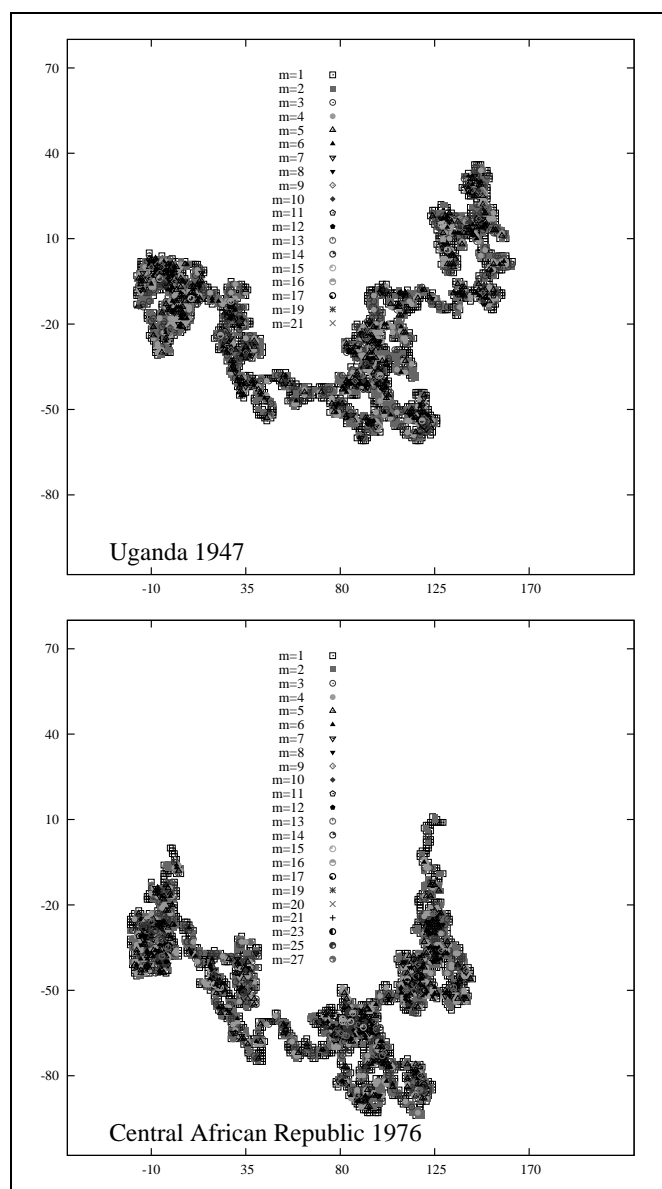 70
40
10
-20
-50
-80
m=1
m=2
m=3
m=4
m=5
m=6
m=7
m=8
m=9
m=10
m=11
m=12
m=13
m=14
m=15
m=16
m=17
m=19
m=21
Uganda 1947
-10 35 80 125 170
70
40
10
-20
-50
-80
m=1
m=2
m=3
m=4
m=5
m=6
m=7
m=8
m=9
m=10
m=11
m=12
m=13
m=14
m=15
m=16
m=17
m=19
m=20
m=21
m=23
m=25
m=27
Central African Republic 1976
-10 35 80 125 170